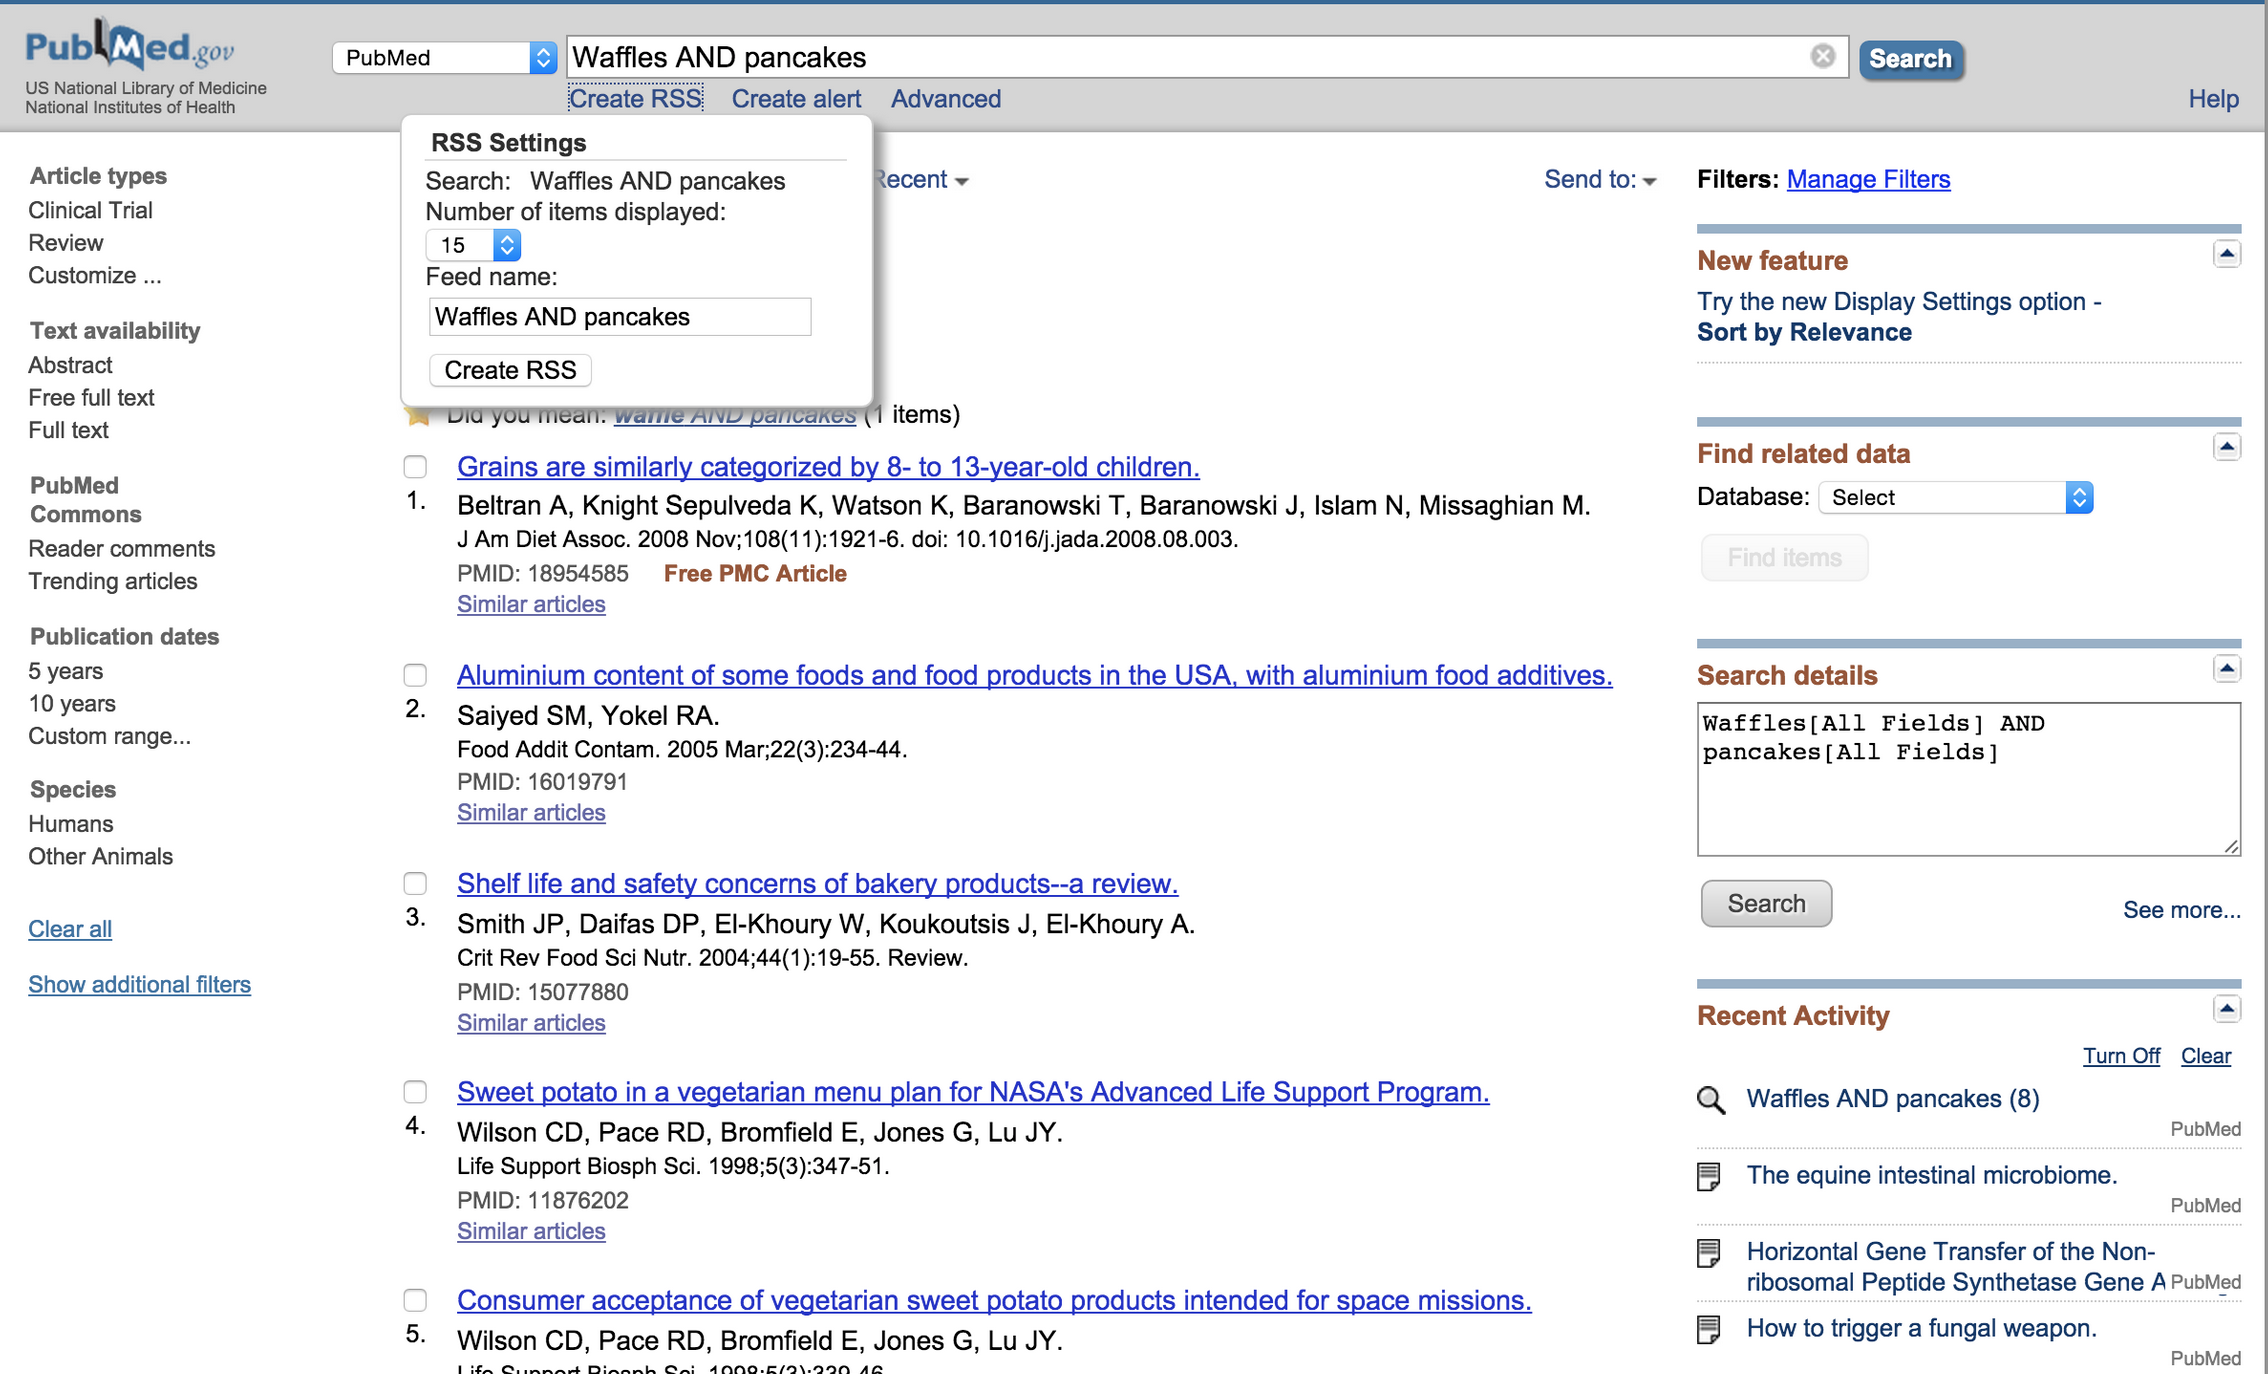 PubMed.gov
US National Library of Medicine
National Institutes of Health
PubMed
Waffles AND pancakes
Search
Create RSS Create alert Advanced
Help
RSS Settings
Search: Waffles AND pancakes
Number of items displayed:
15
Feed name:
Waffles AND pancakes
Create RSS
Article types
Clinical Trial
Review
Customize ...
Text availability
Abstract
Free full text
Full text
PubMed
Commons
Reader comments
Trending articles
Publication dates
5 years
10 years
Custom range...
Species
Humans
Other Animals
Clear all
Show additional filters
Recent
Send to:
Did you mean: waffle AND pancakes (1 items)
Grains are similarly categorized by 8- to 13-year-old children.
1. Beltran A, Knight Sepulveda K, Watson K, Baranowski T, Baranowski J, Islam N, Missaghian M.
J Am Diet Assoc. 2008 Nov;108(11):1921-6. doi: 10.1016/j.jada.2008.08.003.
PMID: 18954585 Free PMC Article
Similar articles
Aluminium content of some foods and food products in the USA, with aluminium food additives.
2. Saiyed SM, Yokel RA.
Food Addit Contam. 2005 Mar;22(3):234-44.
PMID: 16019791
Similar articles
Shelf life and safety concerns of bakery products--a review.
3. Smith JP, Daifas DP, El-Khoury W, Koukoutsis J, El-Khoury A.
Crit Rev Food Sci Nutr. 2004;44(1):19-55. Review.
PMID: 15077880
Similar articles
Sweet potato in a vegetarian menu plan for NASA's Advanced Life Support Program.
4. Wilson CD, Pace RD, Bromfield E, Jones G, Lu JY.
Life Support Biosph Sci. 1998;5(3):347-51.
PMID: 11876202
Similar articles
Consumer acceptance of vegetarian sweet potato products intended for space missions.
5. Wilson CD, Pace RD, Bromfield E, Jones G, Lu JY.
Life Support Biosph Sci. 1998;5(3):339-46.
Filters: Manage Filters
New feature
Try the new Display Settings option -
Sort by Relevance
Find related data
Database: Select
Find items
Search details
Waffles[All Fields] AND
pancakes[All Fields]
Search
See more...
Recent Activity
Turn Off Clear
Waffles AND pancakes (8)
PubMed
The equine intestinal microbiome.
PubMed
Horizontal Gene Transfer of the Non-
ribosomal Peptide Synthetase Gene A PubMed
How to trigger a fungal weapon.
PubMed